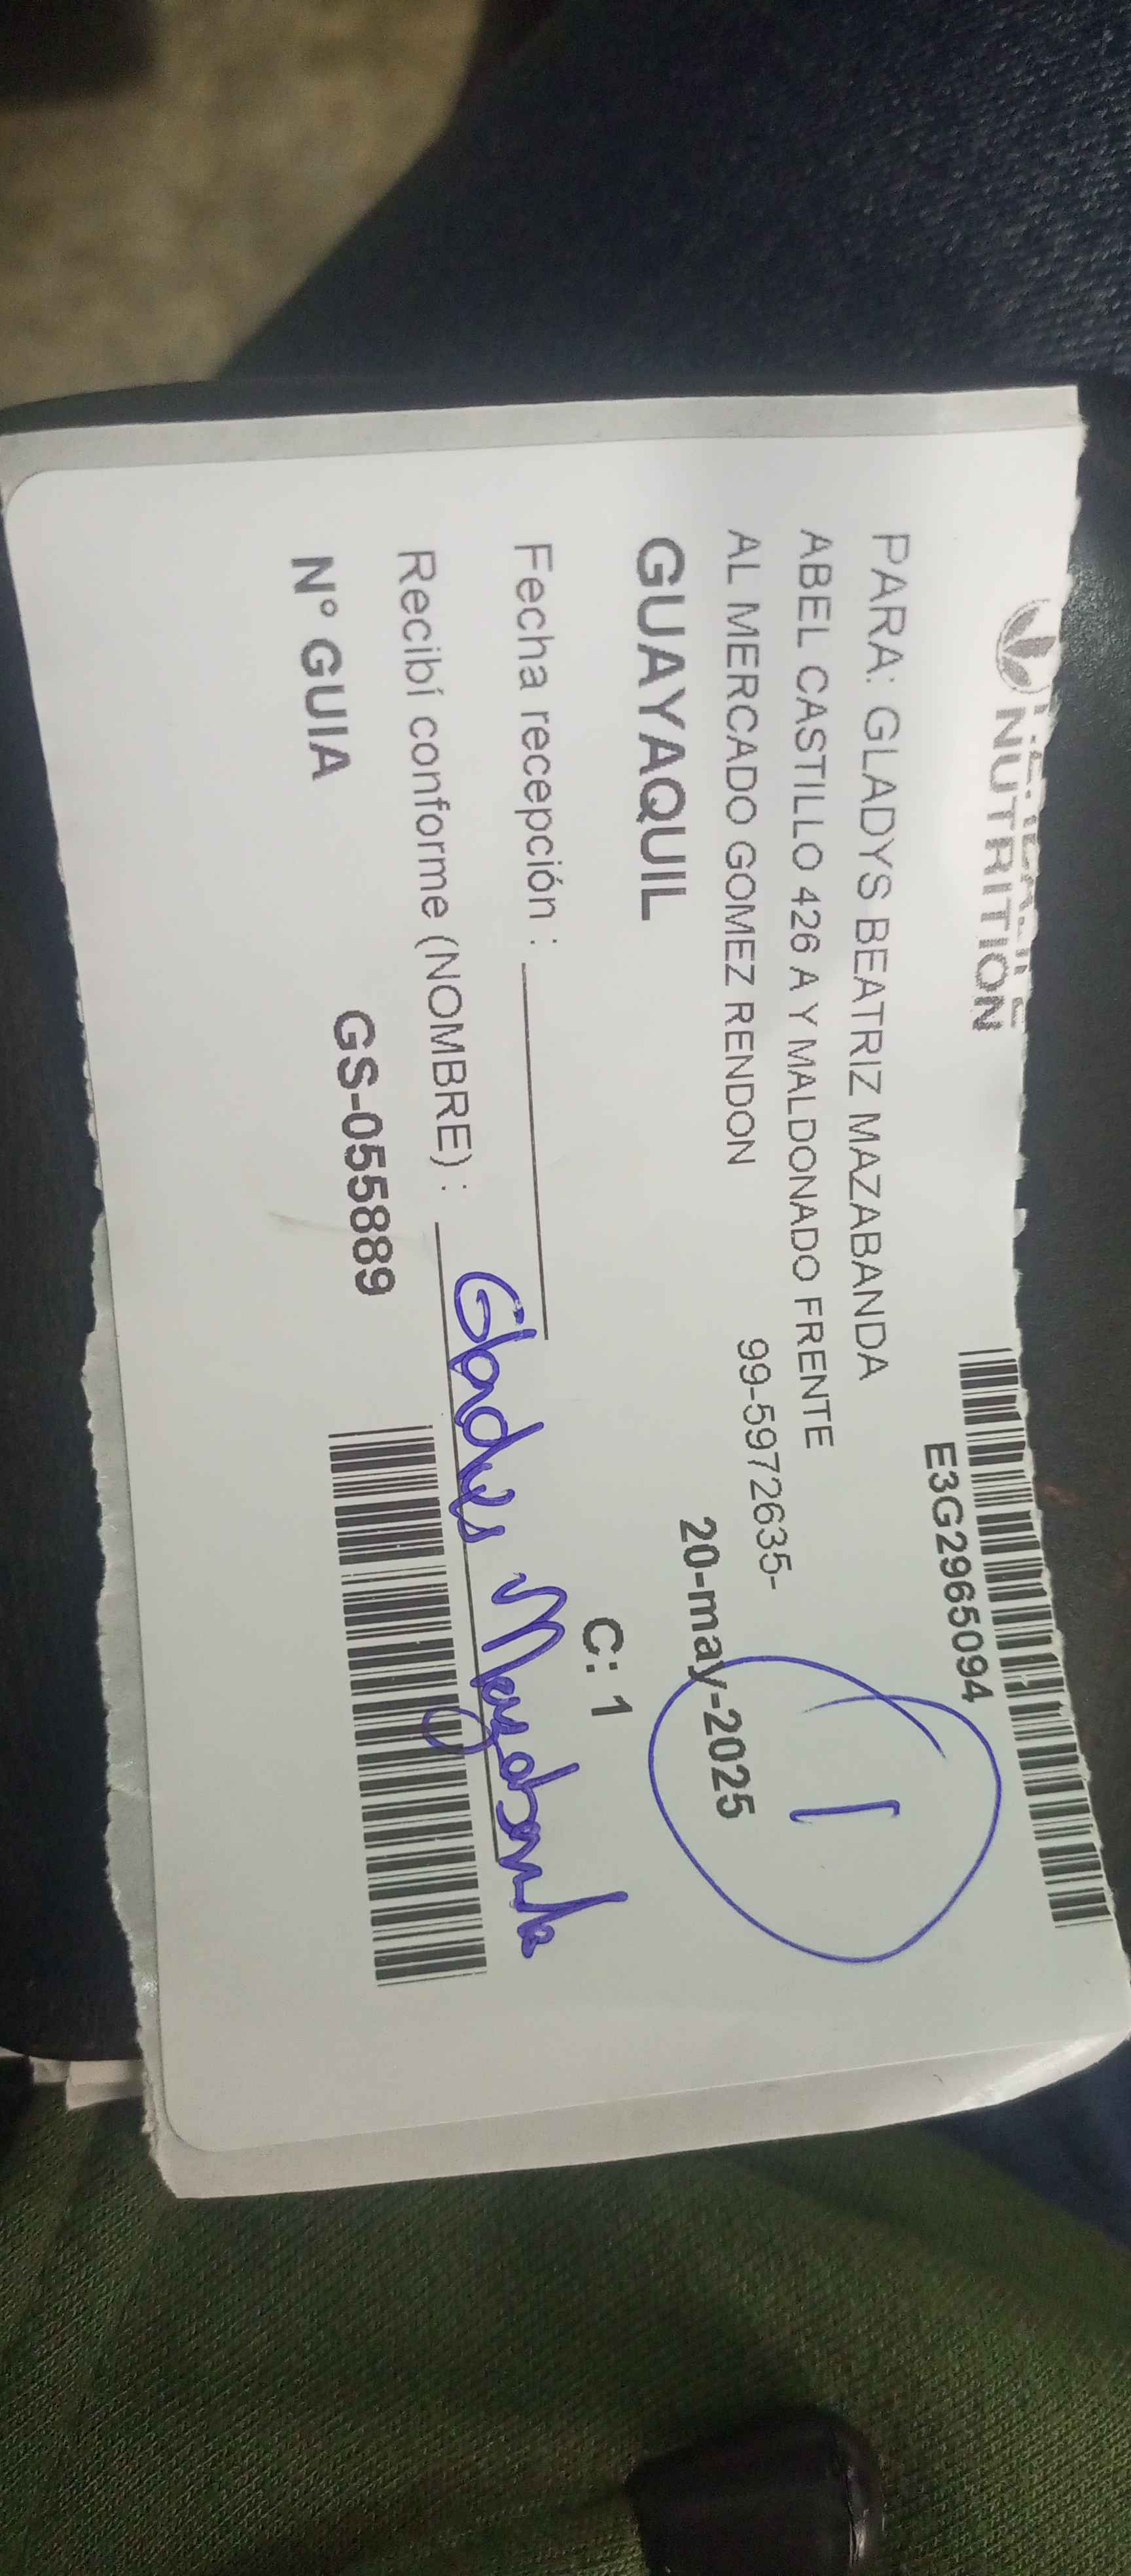 NUTRITION
E3G2965094
PARA: GLADYS BEATRIZ MAZABANDA
ABEL CASTILLO 426 A Y MALDONADO FRENTE
AL MERCADO GOMEZ RENDON 99-5972635-
1
GUAYAQUIL 20-may-2025
C: 1
Fecha recepción :
Recibí conforme (NOMBRE) : Gladys Mazabanda
N° GUIA GS-055889